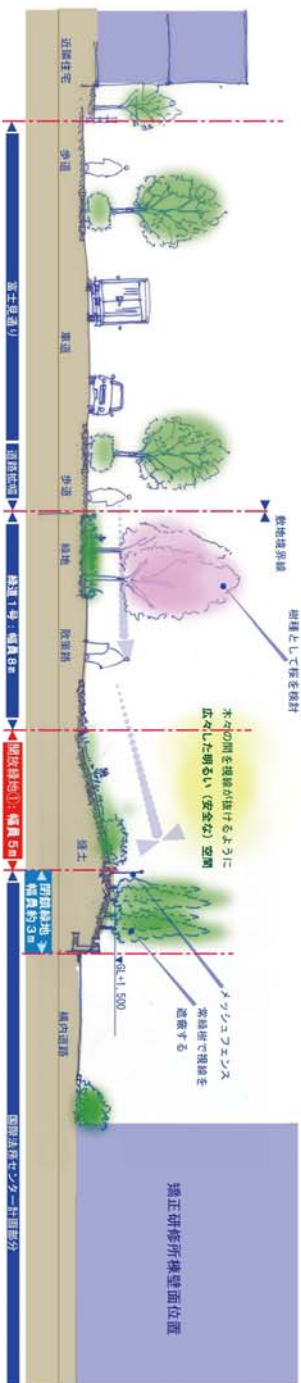 近隣住宅
歩道
車道
歩道
緑地
散策路
盛土
構内道路
富士見通り
道路拡幅
緑道1号：幅員8m
開放緑地①：幅員5m
閉鎖緑地
幅員約3m
国際法務センター計画部分
敷地境界線
樹種として桜を検討
木々の間を視線が抜けるように
広々した明るい（安全な）空間
メッシュフェンス
常緑樹で視線を
遮蔽する
GL+1,500
矯正研修所棟壁面位置